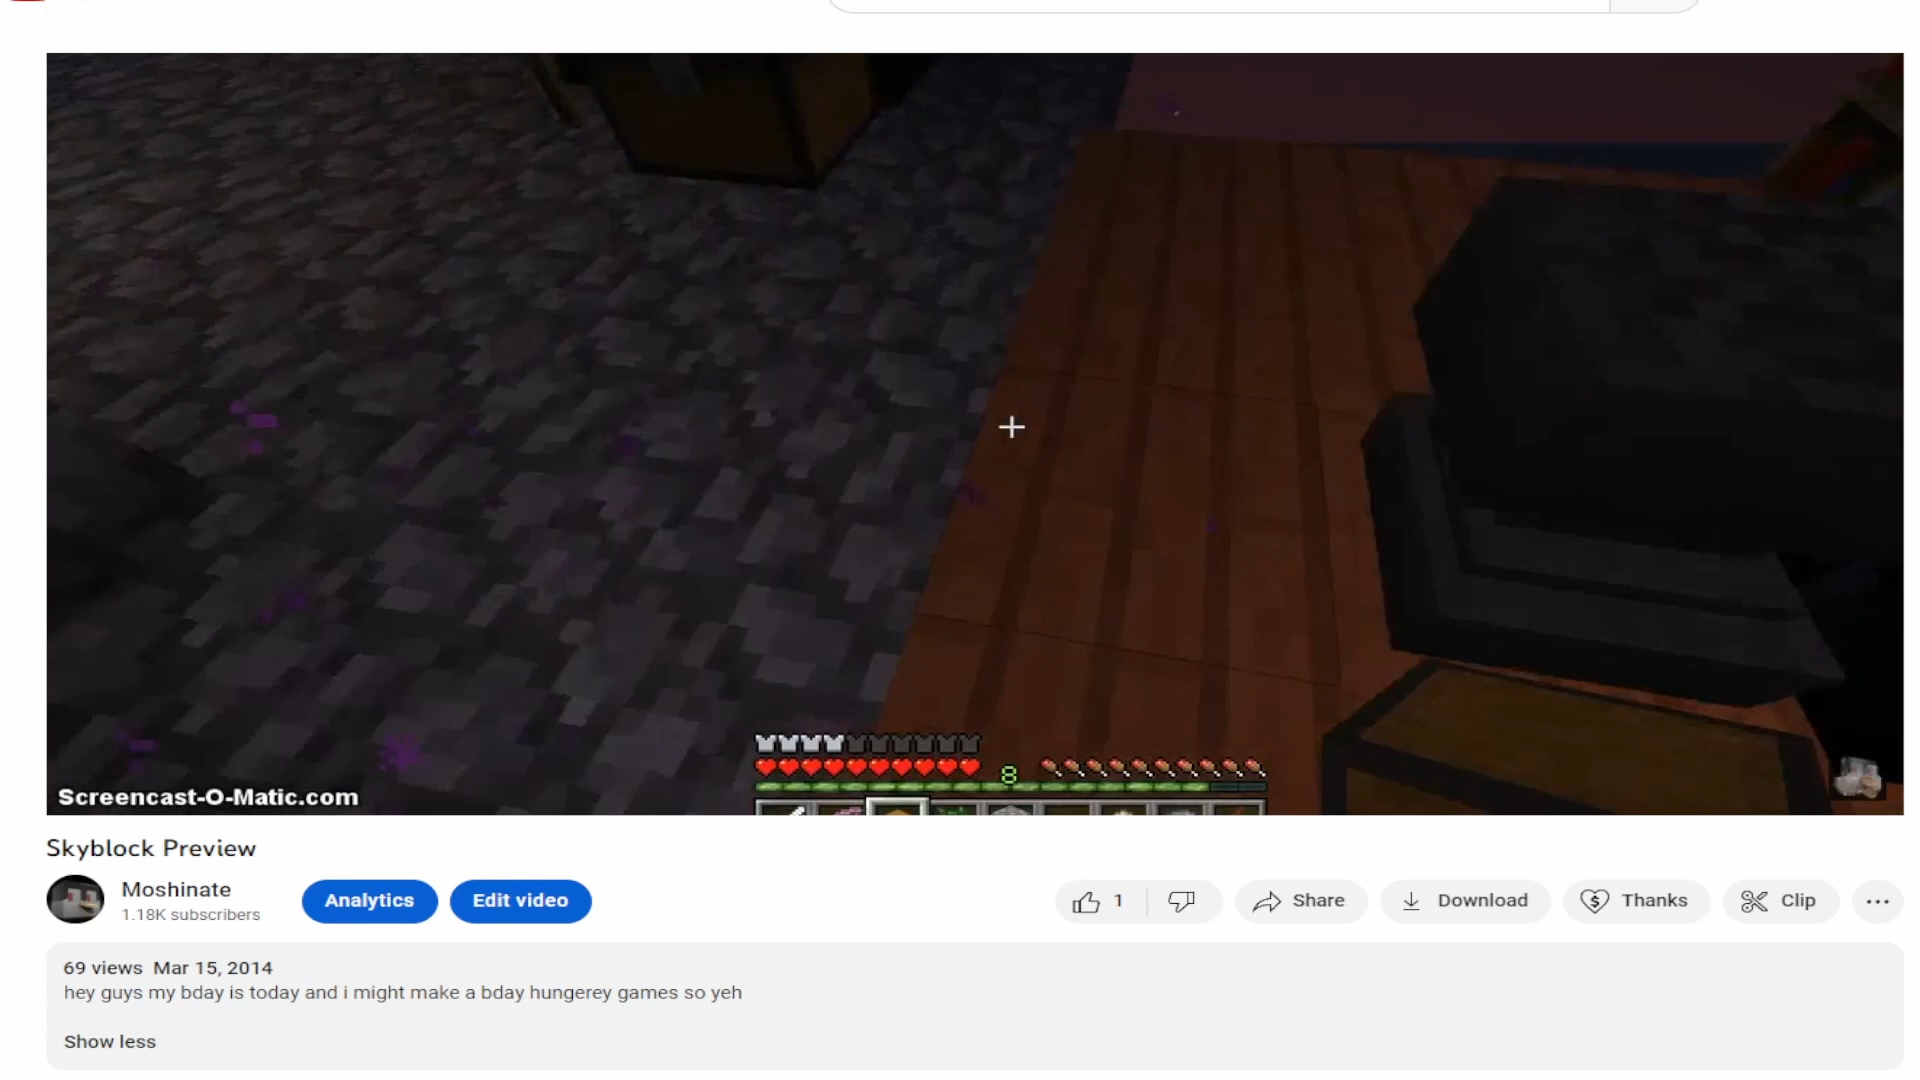 8
Screencast-O-Matic.com
Skyblock Preview
Moshinate
1.18K subscribers
Analytics
Edit video
1
Share
Download
Thanks
Clip
69 views Mar 15, 2014
hey guys my bday is today and i might make a bday hungerey games so yeh
Show less